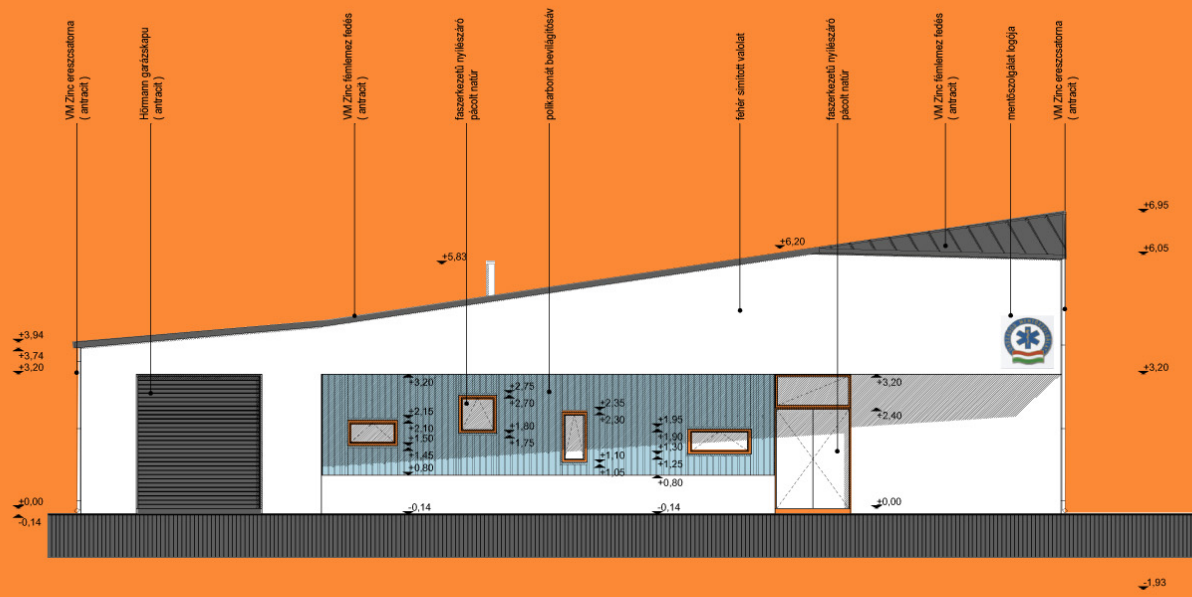 VM Zinc ereszcsatorna
( antracit )
Hörmann garázskapu
( antracit )
VM Zinc fémlemez fedés
( antracit )
faszerkezetű nyílészáró
pácolt natúr
polikarbonát bevilágítósáv
fehér simított vakolat
faszerkezetű nyílészáró
pácolt natúr
VM Zinc fémlemez fedés
( antracit )
mentőszolgálat logója
VM Zinc ereszcsatorna
( antracit )
+6,95
+6,20
+6,05
+5,83
+3,94
+3,74
+3,20
+3,20
+2,75
+2,70
+2,35
+2,30
+2,15
+2,10
+1,50
+1,45
+0,80
+1,80
+1,75
+1,10
+1,05
+1,95
+1,90
+1,30
+1,25
+0,80
+3,20
+2,40
+3,20
+0,00
-0,14
-0,14
-0,14
+0,00
-1,93